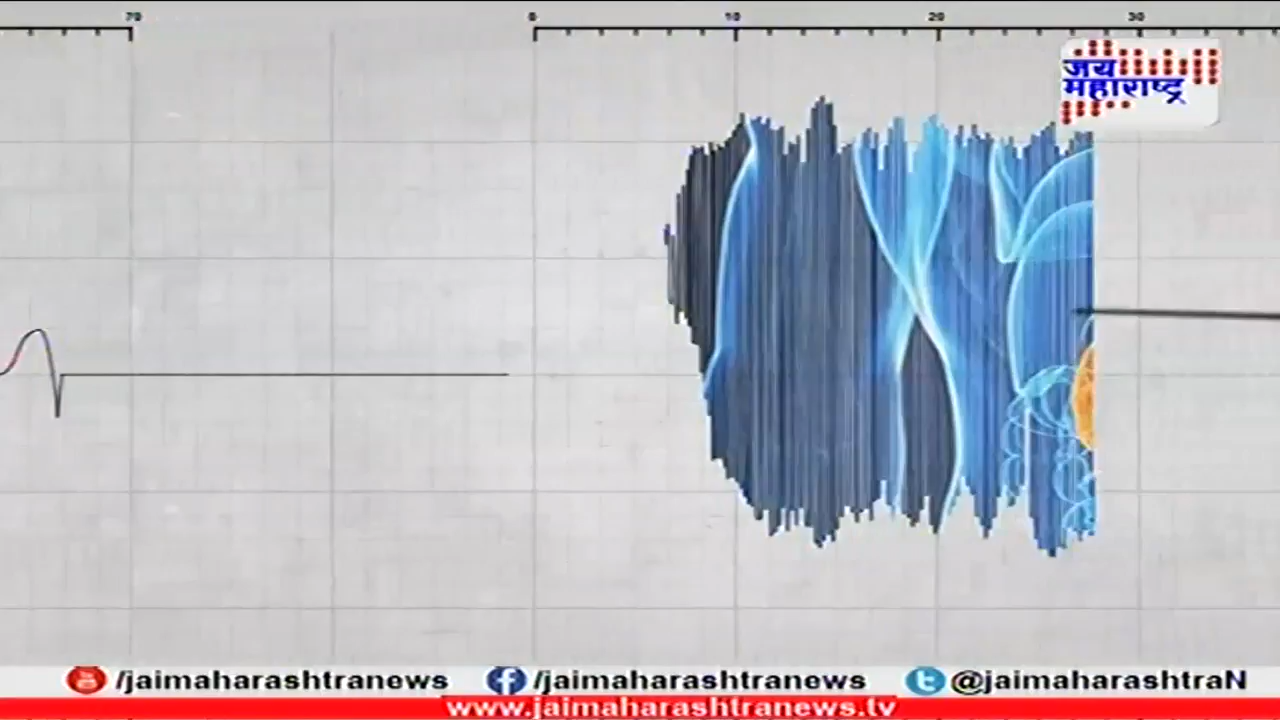 70 0 10 20 30
जय
महाराष्ट्र
/jaimaharashtranews /jaimaharashtranews @jaimaharashtraN
www.jaimaharashtranews.tv